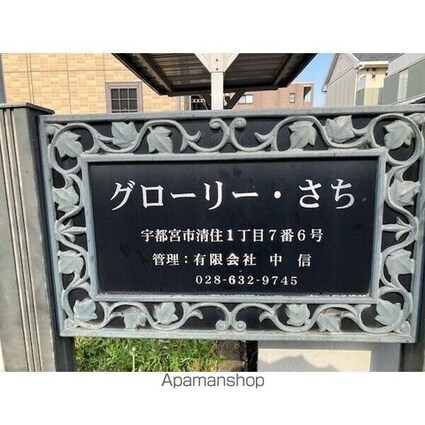 グローリー・さち
宇都宮市清住1丁目7番6号
管理：有限会社 中 信
028-632-9745
Apamanshop